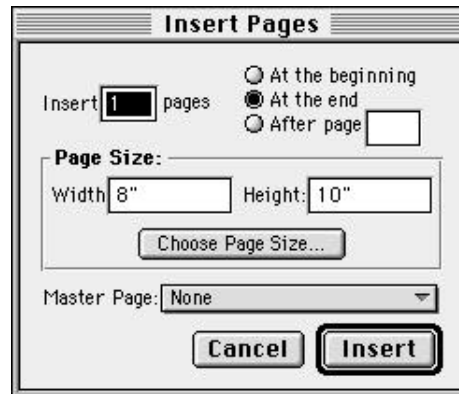 Insert Pages
At the beginning
Insert 1 pages
At the end
After page
Page Size:
Width 8" Height: 10"
Choose Page Size...
Master Page: None
Cancel Insert